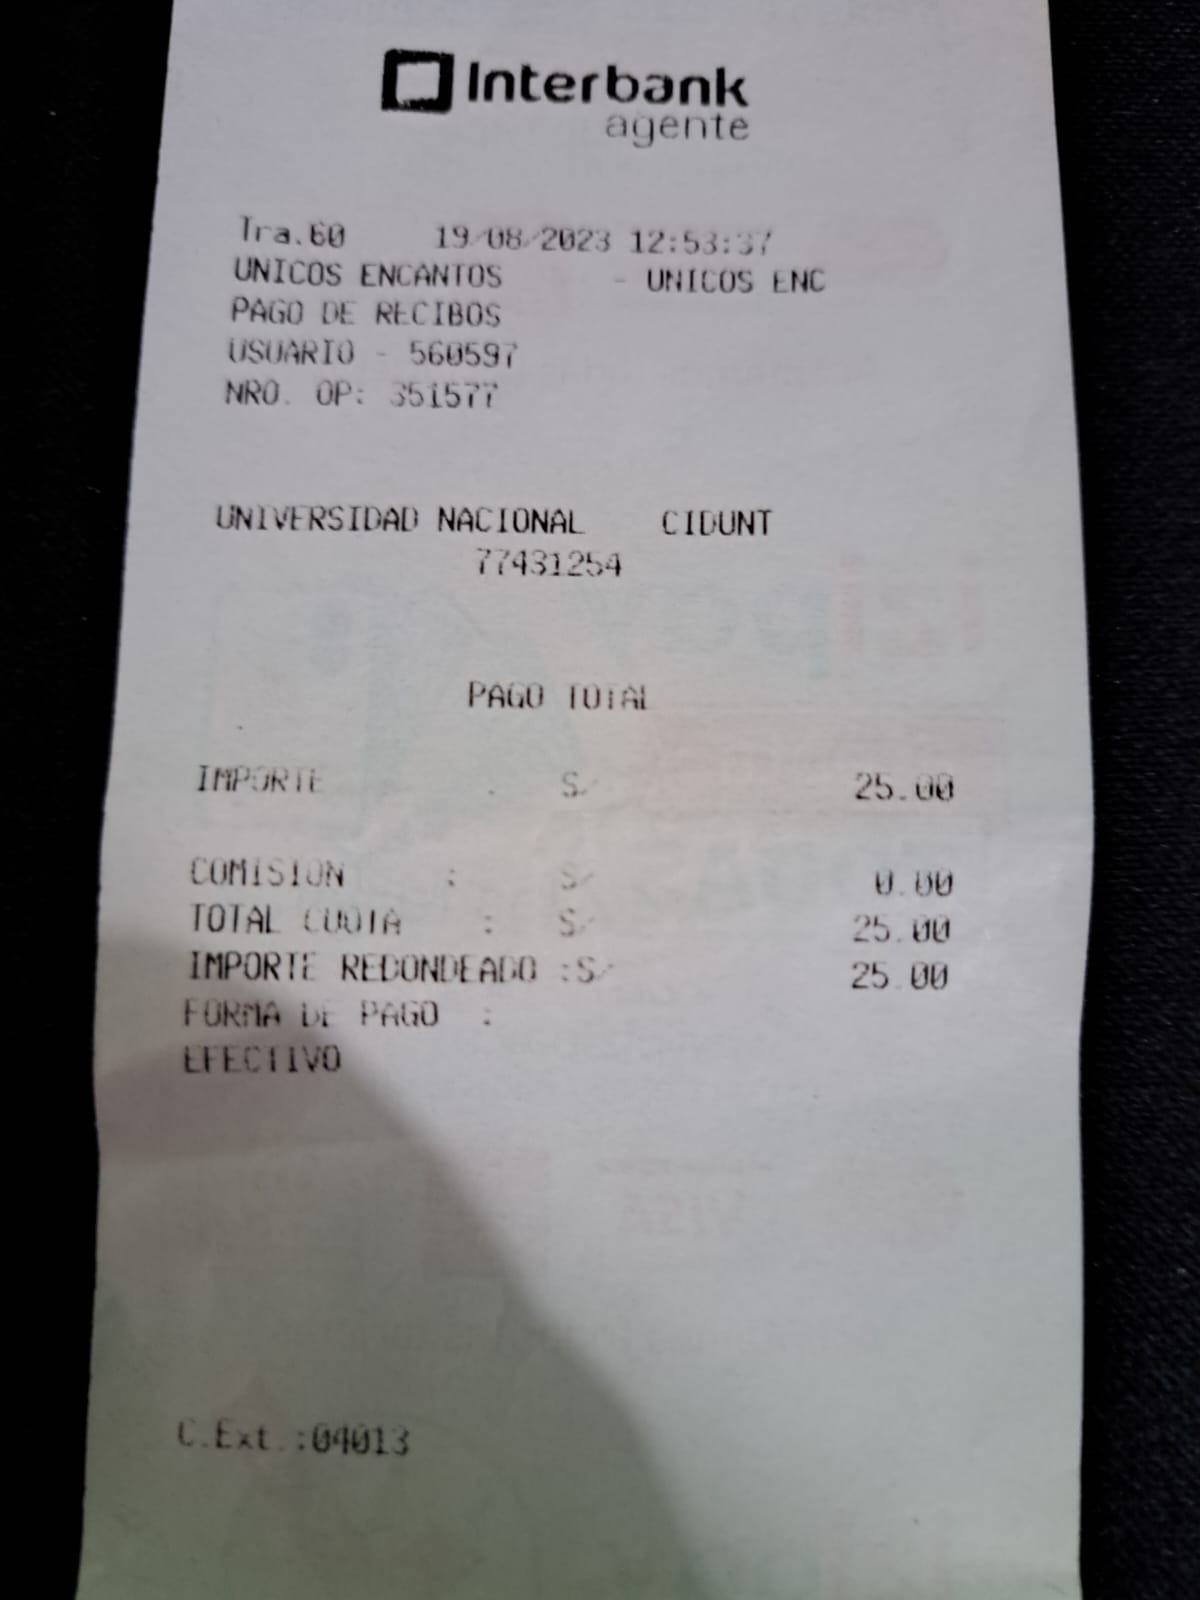 Interbank
agente
Tra.60 19/08/2023 12:53:37
UNICOS ENCANTOS - UNICOS ENC
PAGO DE RECIBOS
USUARIO - 560597
NRO. OP: 351577
UNIVERSIDAD NACIONAL CIDUNT
77431254
PAGO TOTAL
IMPORTE S/ 25.00
COMISION : S/ 0.00
TOTAL CUOTA : S/ 25.00
IMPORTE REDONDEADO :S/ 25.00
FORMA DE PAGO :
EFECTIVO
C.Ext.:04013